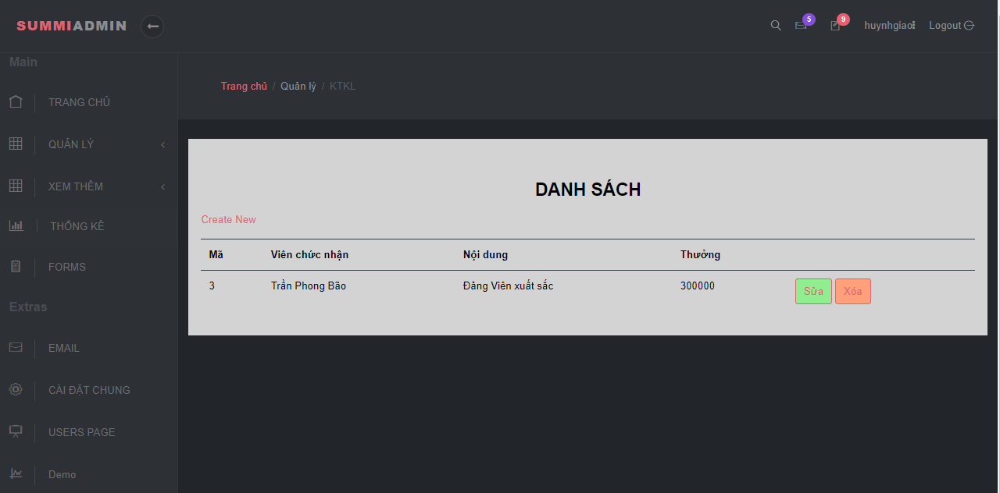 SUMMIADMIN
5
9
huynhgiao
Logout
Main
TRANG CHỦ
QUẢN LÝ
XEM THÊM
THỐNG KÊ
FORMS
Extras
EMAIL
CÀI ĐẶT CHUNG
USERS PAGE
Demo
Trang chủ / Quản lý / KTKL
DANH SÁCH
Create New
Mã Viên chức nhận Nội dung Thưởng
3 Trần Phong Bão Đảng Viên xuất sắc 300000 Sửa Xóa